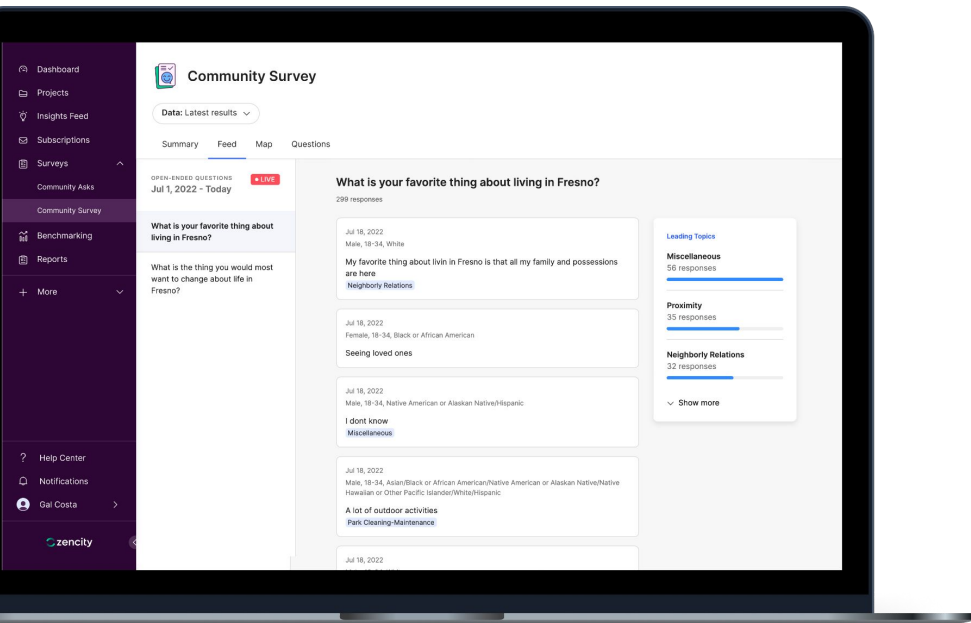 Dashboard
Projects
Insights Feed
Subscriptions
Surveys
Community Asks
Community Survey
Benchmarking
Reports
+ More
? Help Center
Notifications
Gal Costa
zencity
Community Survey
Data: Latest results
Summary Feed Map Questions
OPEN-ENDED QUESTIONS
• LIVE
Jul 1, 2022 - Today
What is your favorite thing about
living in Fresno?
What is the thing you would most
want to change about life in
Fresno?
What is your favorite thing about living in Fresno?
299 responses
Jul 18, 2022
Male, 18-34, White
My favorite thing about livin in Fresno is that all my family and possessions
are here
Neighborly Relations
Jul 18, 2022
Female, 18-34, Black or African American
Seeing loved ones
Jul 18, 2022
Male, 18-34, Native American or Alaskan Native/Hispanic
I dont know
Miscellaneous
Jul 18, 2022
Male, 18-34, Asian/Black or African American/Native American or Alaskan Native/Native
Hawaiian or Other Pacific Islander/White/Hispanic
A lot of outdoor activities
Park Cleaning-Maintenance
Jul 18, 2022
Leading Topics
Miscellaneous
56 responses
Proximity
35 responses
Neighborly Relations
32 responses
Show more